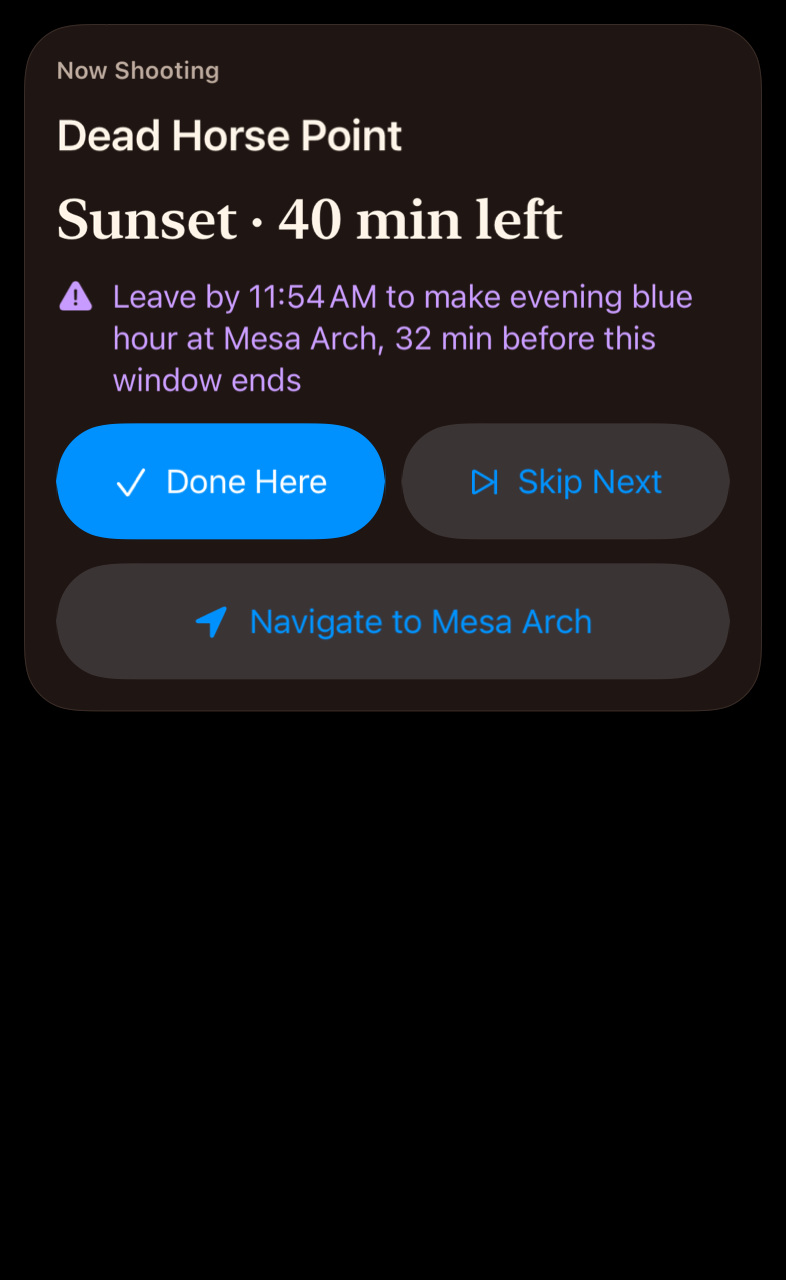 Now Shooting
Dead Horse Point
Sunset · 40 min left
Leave by 11:54 AM to make evening blue
hour at Mesa Arch, 32 min before this
window ends
Done Here
Skip Next
Navigate to Mesa Arch